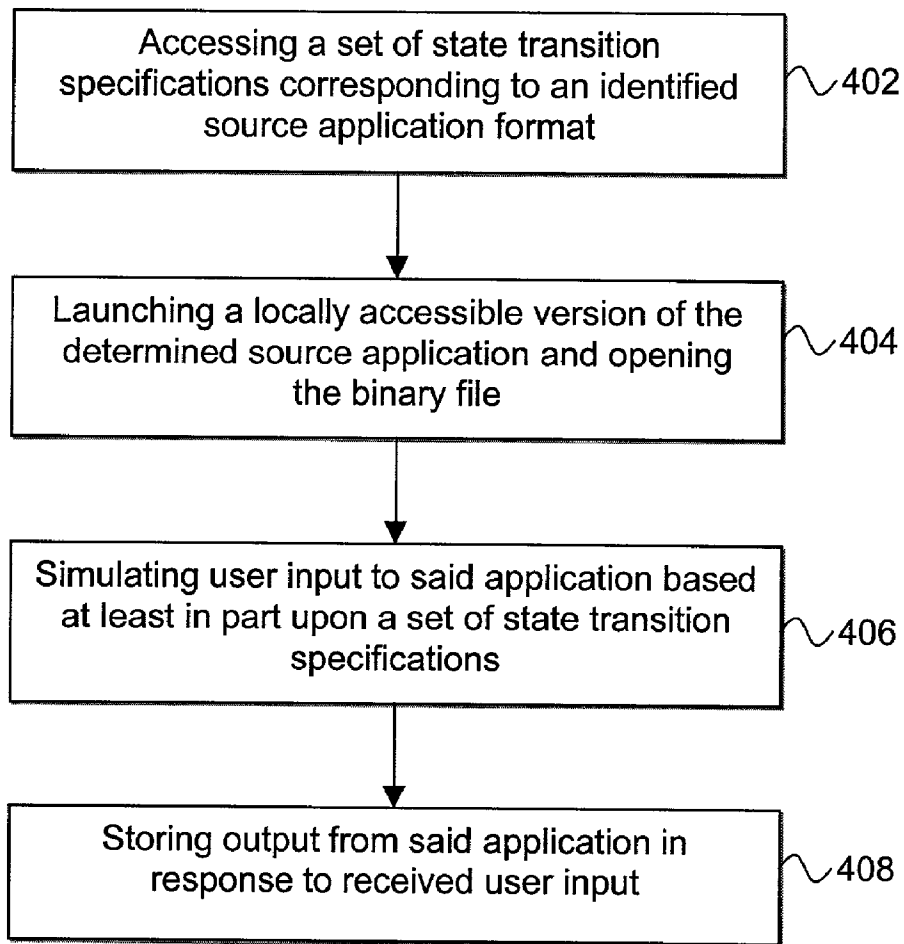 Accessing a set of state transition
specifications corresponding to an identified
source application format
402
Launching a locally accessible version of the
determined source application and opening
the binary file
404
Simulating user input to said application based
at least in part upon a set of state transition
specifications
406
Storing output from said application in
response to received user input
408